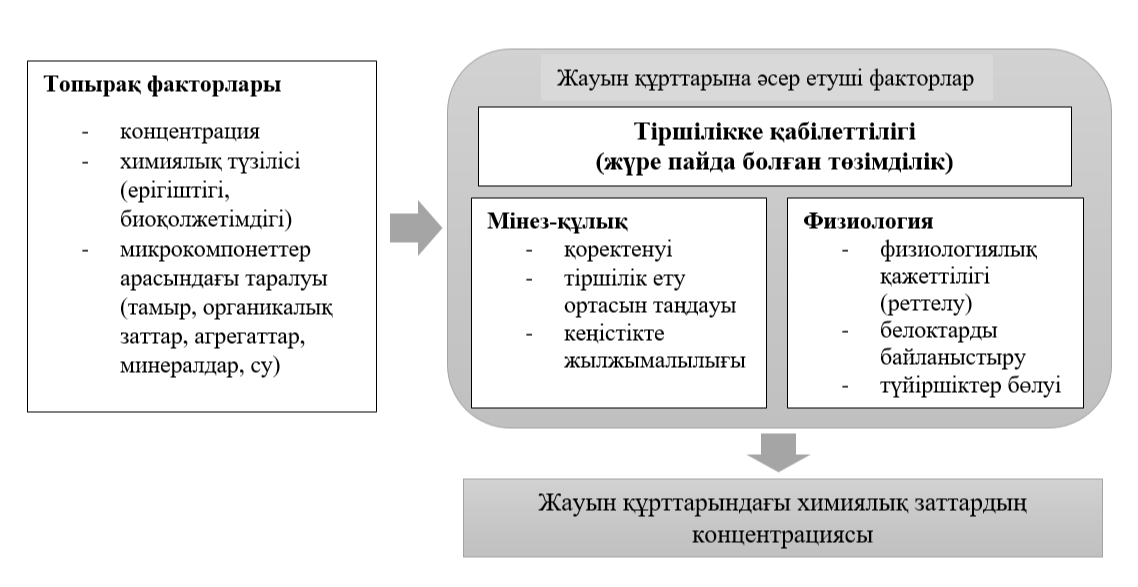 Топырақ факторлары
- концентрация
- химиялық түзілісі
(ерігіштігі,
биоқолжетімдігі)
- микрокомпонеттер
арасындағы таралуы
(тамыр, органикалық
заттар, агрегаттар,
минералдар, су)
Жауын құрттарына әсер етуші факторлар
Тіршілікке қабілеттілігі
(жүре пайда болған төзімділік)
Мінез-құлық
- қоректенуі
- тіршілік ету
ортасын таңдауы
- кеңістікте
жылжымалылығы
Физиология
- физиологиялық
қажеттілігі
(реттелу)
- белоктарды
байланыстыру
- түйіршіктер бөлуі
Жауын құрттарындағы химиялық заттардың
концентрациясы